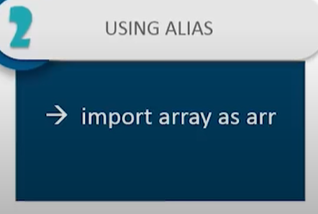 2
USING ALIAS
→ import array as arr